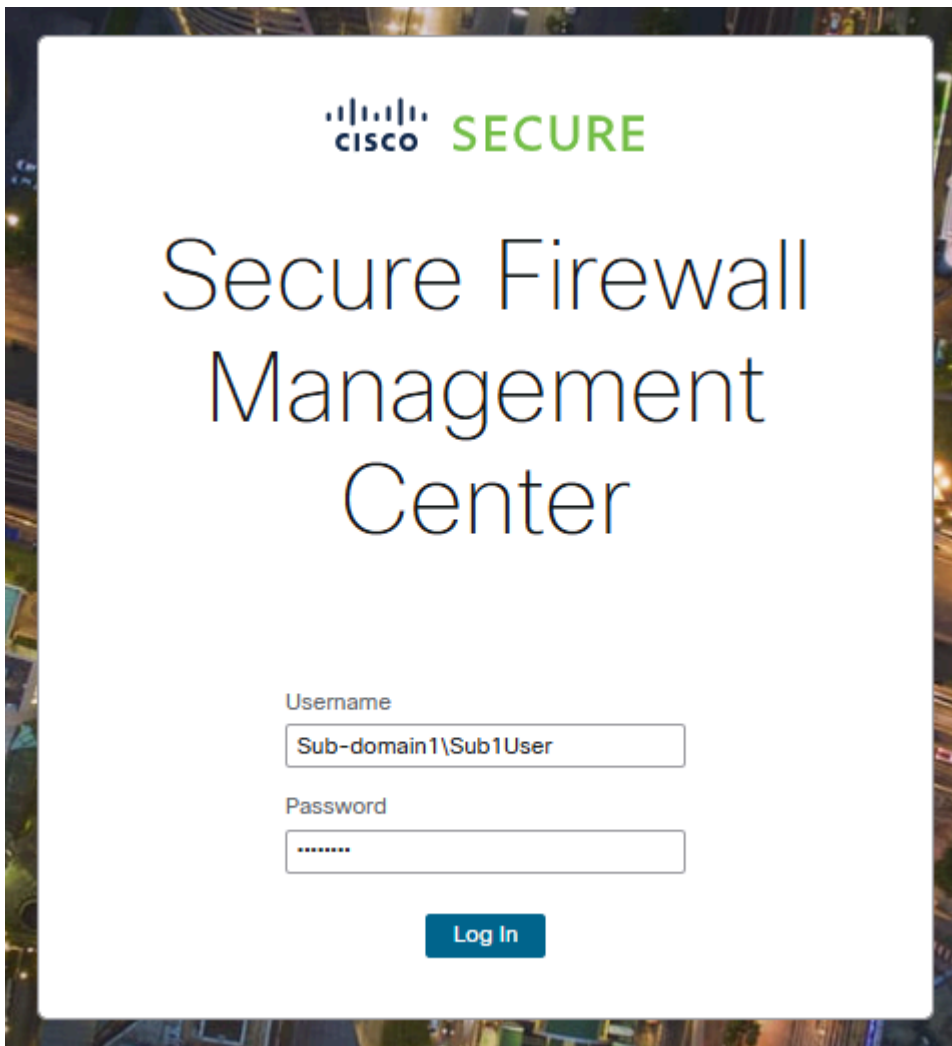 CISCO SECURE
Secure Firewall
Management
Center
Username
Sub-domain1\Sub1User
Password
••••••••
Log In